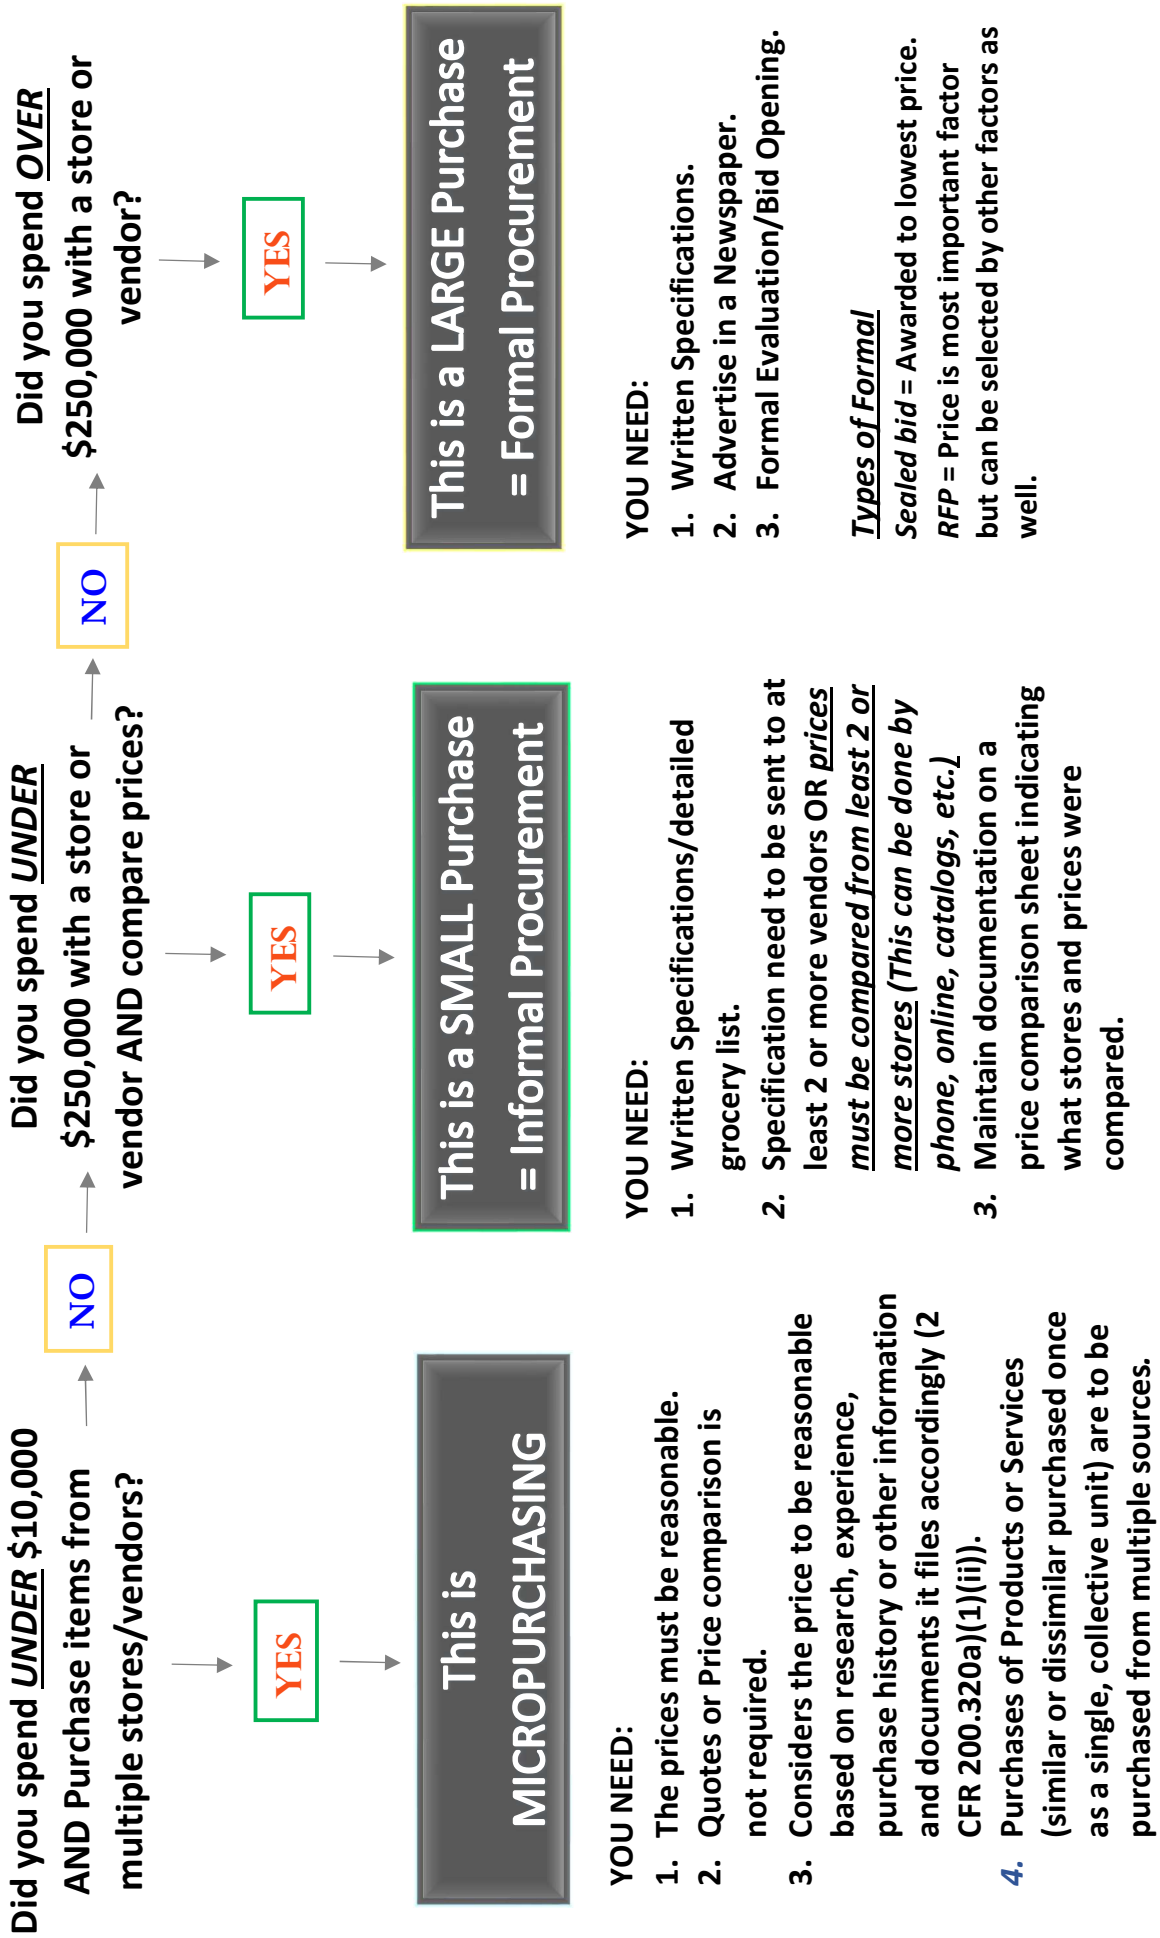 Did you spend UNDER $10,000
AND Purchase items from
multiple stores/vendors?
NO
Did you spend UNDER
$250,000 with a store or
vendor AND compare prices?
NO
Did you spend OVER
$250,000 with a store or
vendor?
YES
YES
YES
This is
MICROPURCHASING
This is a SMALL Purchase
= Informal Procurement
This is a LARGE Purchase
= Formal Procurement
YOU NEED:
1. The prices must be reasonable.
2. Quotes or Price comparison is
not required.
3. Considers the price to be reasonable
based on research, experience,
purchase history or other information
and documents it files accordingly (2
CFR 200.320a)(1)(ii)).
4. Purchases of Products or Services
(similar or dissimilar purchased once
as a single, collective unit) are to be
purchased from multiple sources.
YOU NEED:
1. Written Specifications/detailed
grocery list.
2. Specification need to be sent to at
least 2 or more vendors OR prices
must be compared from least 2 or
more stores (This can be done by
phone, online, catalogs, etc.)
3. Maintain documentation on a
price comparison sheet indicating
what stores and prices were
compared.
YOU NEED:
1. Written Specifications.
2. Advertise in a Newspaper.
3. Formal Evaluation/Bid Opening.
Types of Formal
Sealed bid = Awarded to lowest price.
RFP = Price is most important factor
but can be selected by other factors as
well.